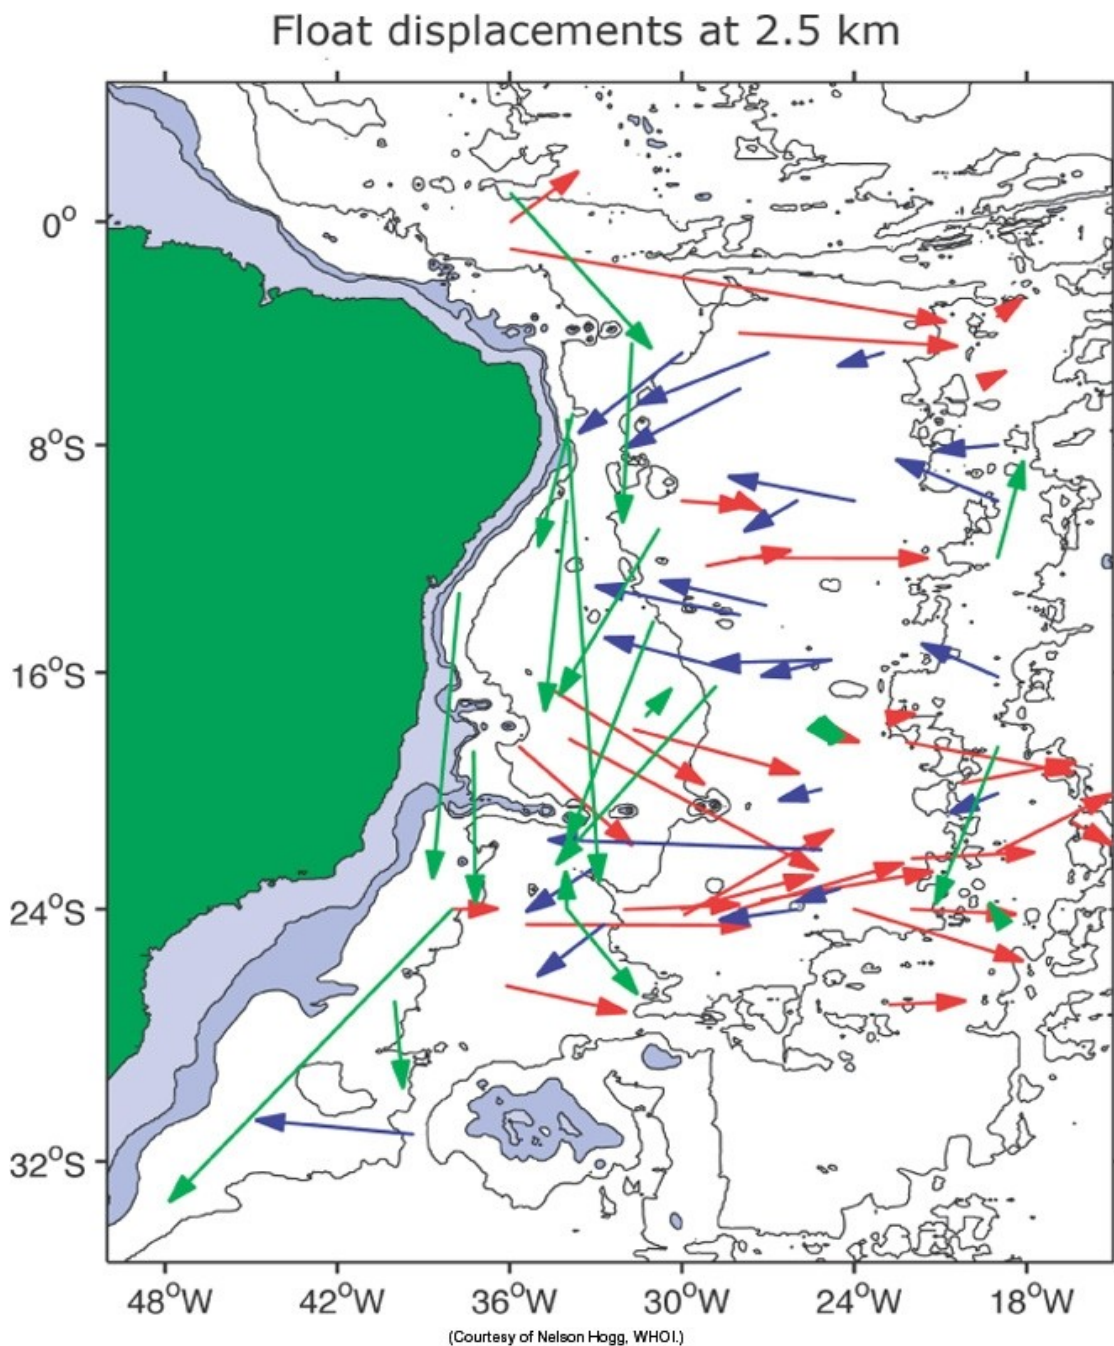 Float displacements at 2.5 km
0°
8°S
16°S
24°S
32°S
48°W 42°W 36°W 30°W 24°W 18°W
(Courtesy of Nelson Hogg, WHOI.)